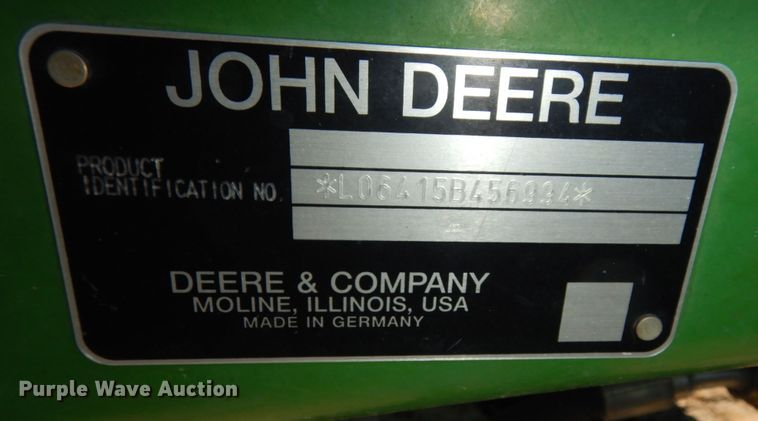 JOHN DEERE
PRODUCT
IDENTIFICATION NO.
*L06415B456994*
DEERE & COMPANY
MOLINE, ILLINOIS, USA
MADE IN GERMANY
Purple Wave Auction